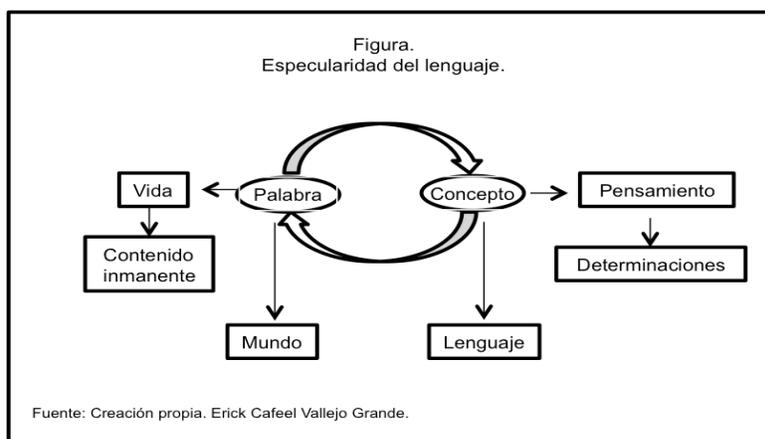 Figura.
Especularidad del lenguaje.
Vida
Palabra
Concepto
Pensamiento
Contenido
inmanente
Determinaciones
Mundo
Lenguaje
Fuente: Creación propia. Erick Cafeel Vallejo Grande.